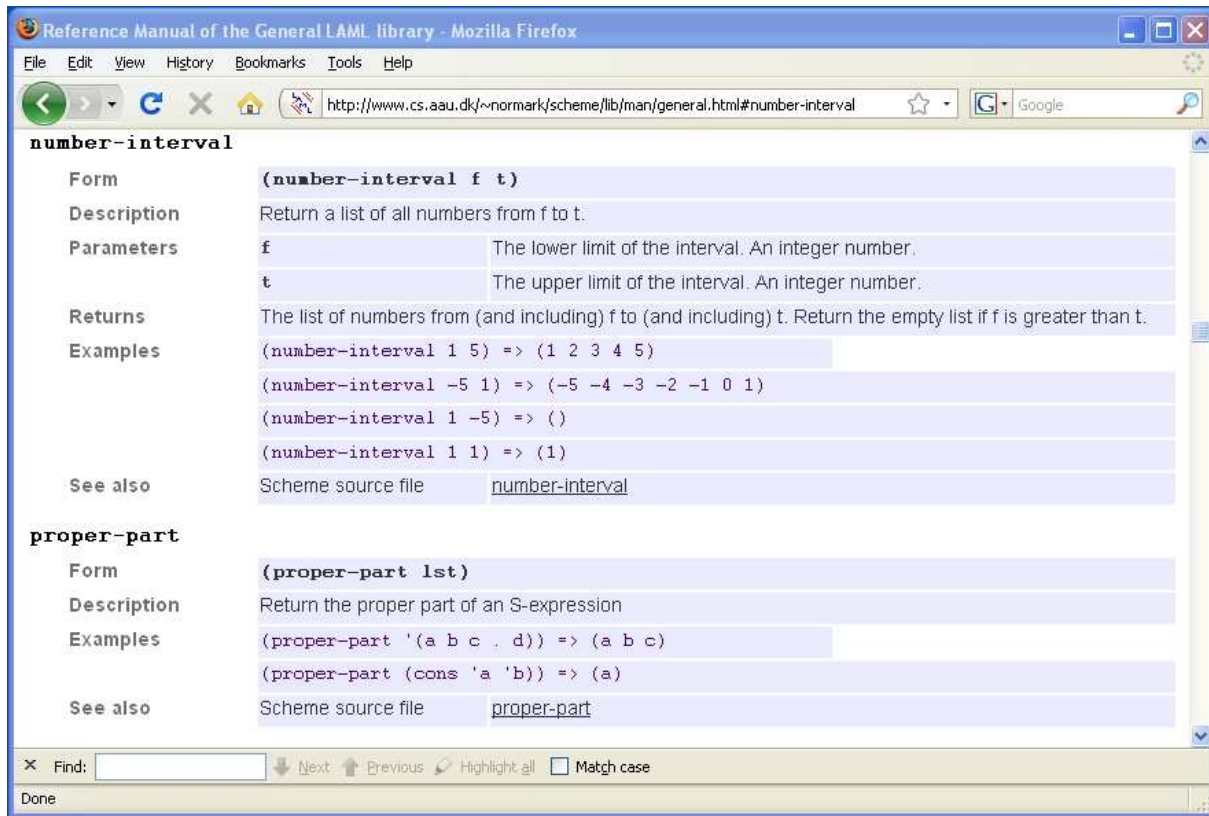 Reference Manual of the General LAML library - Mozilla Firefox
File Edit View History Bookmarks Tools Help
http://www.cs.aau.dk/~normark/scheme/lib/man/general.html#number-interval G Google
number-interval
Form (number-interval f t)
Description Return a list of all numbers from f to t.
Parameters f The lower limit of the interval. An integer number.
t The upper limit of the interval. An integer number.
Returns The list of numbers from (and including) f to (and including) t. Return the empty list if f is greater than t.
Examples (number-interval 1 5) => (1 2 3 4 5)
(number-interval -5 1) => (-5 -4 -3 -2 -1 0 1)
(number-interval 1 -5) => ()
(number-interval 1 1) => (1)
See also Scheme source file number-interval
proper-part
Form (proper-part lst)
Description Return the proper part of an S-expression
Examples (proper-part '(a b c . d)) => (a b c)
(proper-part (cons 'a 'b)) => (a)
See also Scheme source file proper-part
× Find: Next Previous Highlight all Match case
Done